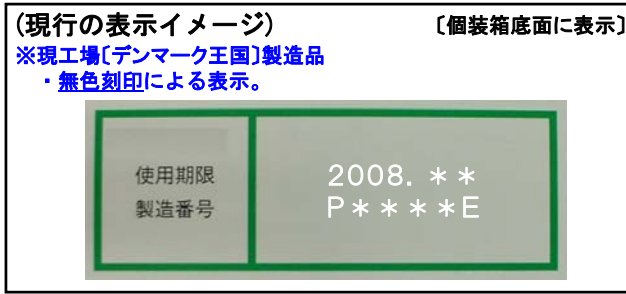 (現行の表示イメージ) 〔個装箱底面に表示〕
※現工場〔デンマーク王国〕製造品
・無色刻印による表示。
使用期限 2008. ＊＊
製造番号 P＊＊＊＊E